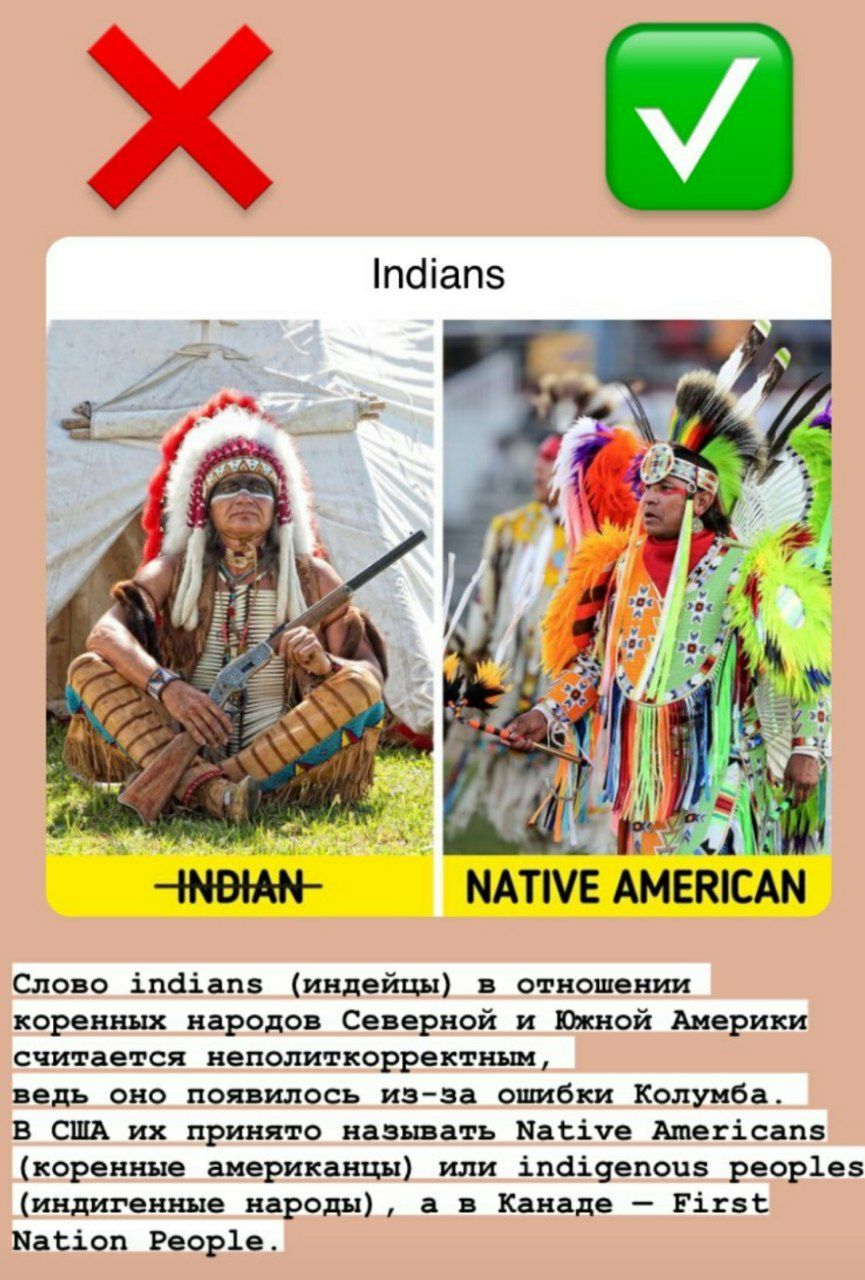 Indians
INDIAN
NATIVE AMERICAN
Слово indians (индейцы) в отношении
коренных народов Северной и Южной Америки
считается неполиткорректным,
ведь оно появилось из-за ошибки Колумба.
В США их принято называть Native Americans
(коренные американцы) или indigenous peoples
(индигенные народы), а в Канаде — First
Nation People.